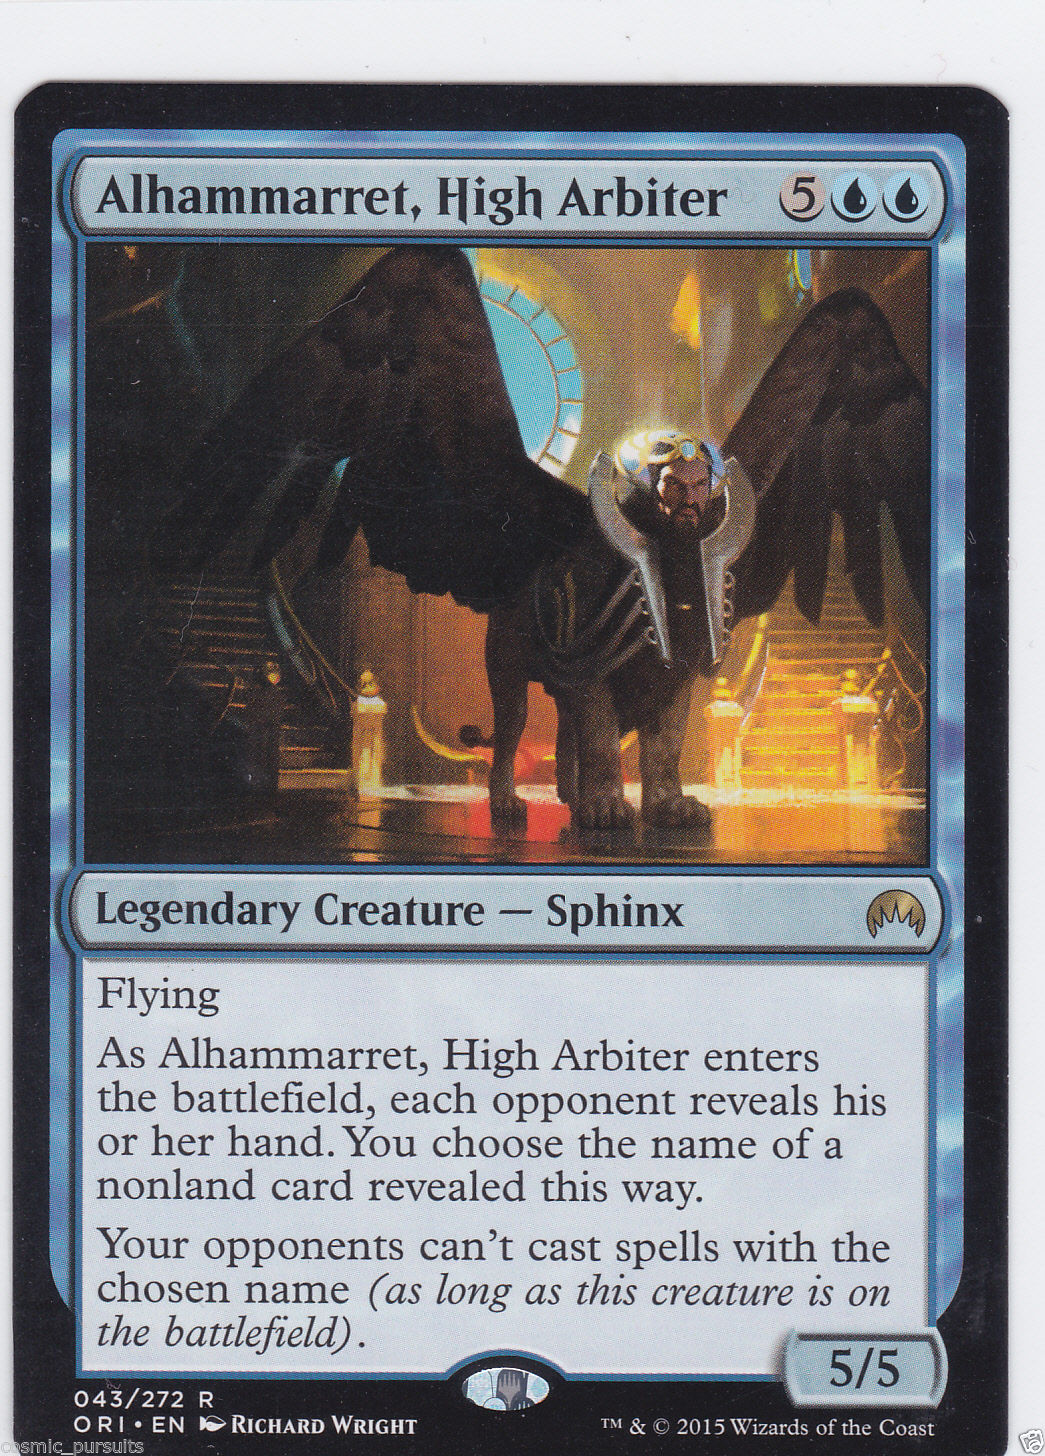 Alhammarret, High Arbiter 5
Legendary Creature — Sphinx
Flying
As Alhammarret, High Arbiter enters
the battlefield, each opponent reveals his
or her hand. You choose the name of a
nonland card revealed this way.
Your opponents can't cast spells with the
chosen name (as long as this creature is on
the battlefield).
5/5
043/272 R
ORI • EN RICHARD WRIGHT
™ & © 2015 Wizards of the Coast
cosmic_pursuits